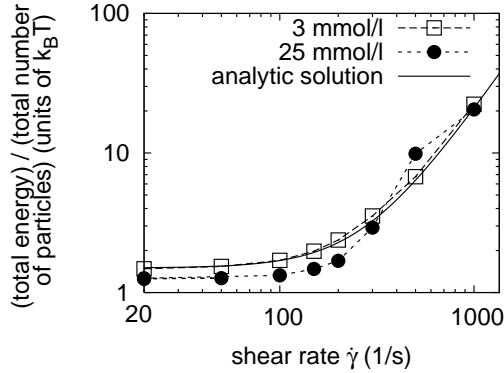 (total energy) / (total number
of particles) (units of k_BT)
100
10
1
3 mmol/l
25 mmol/l
analytic solution
20
100
1000
shear rate γ̇ (1/s)